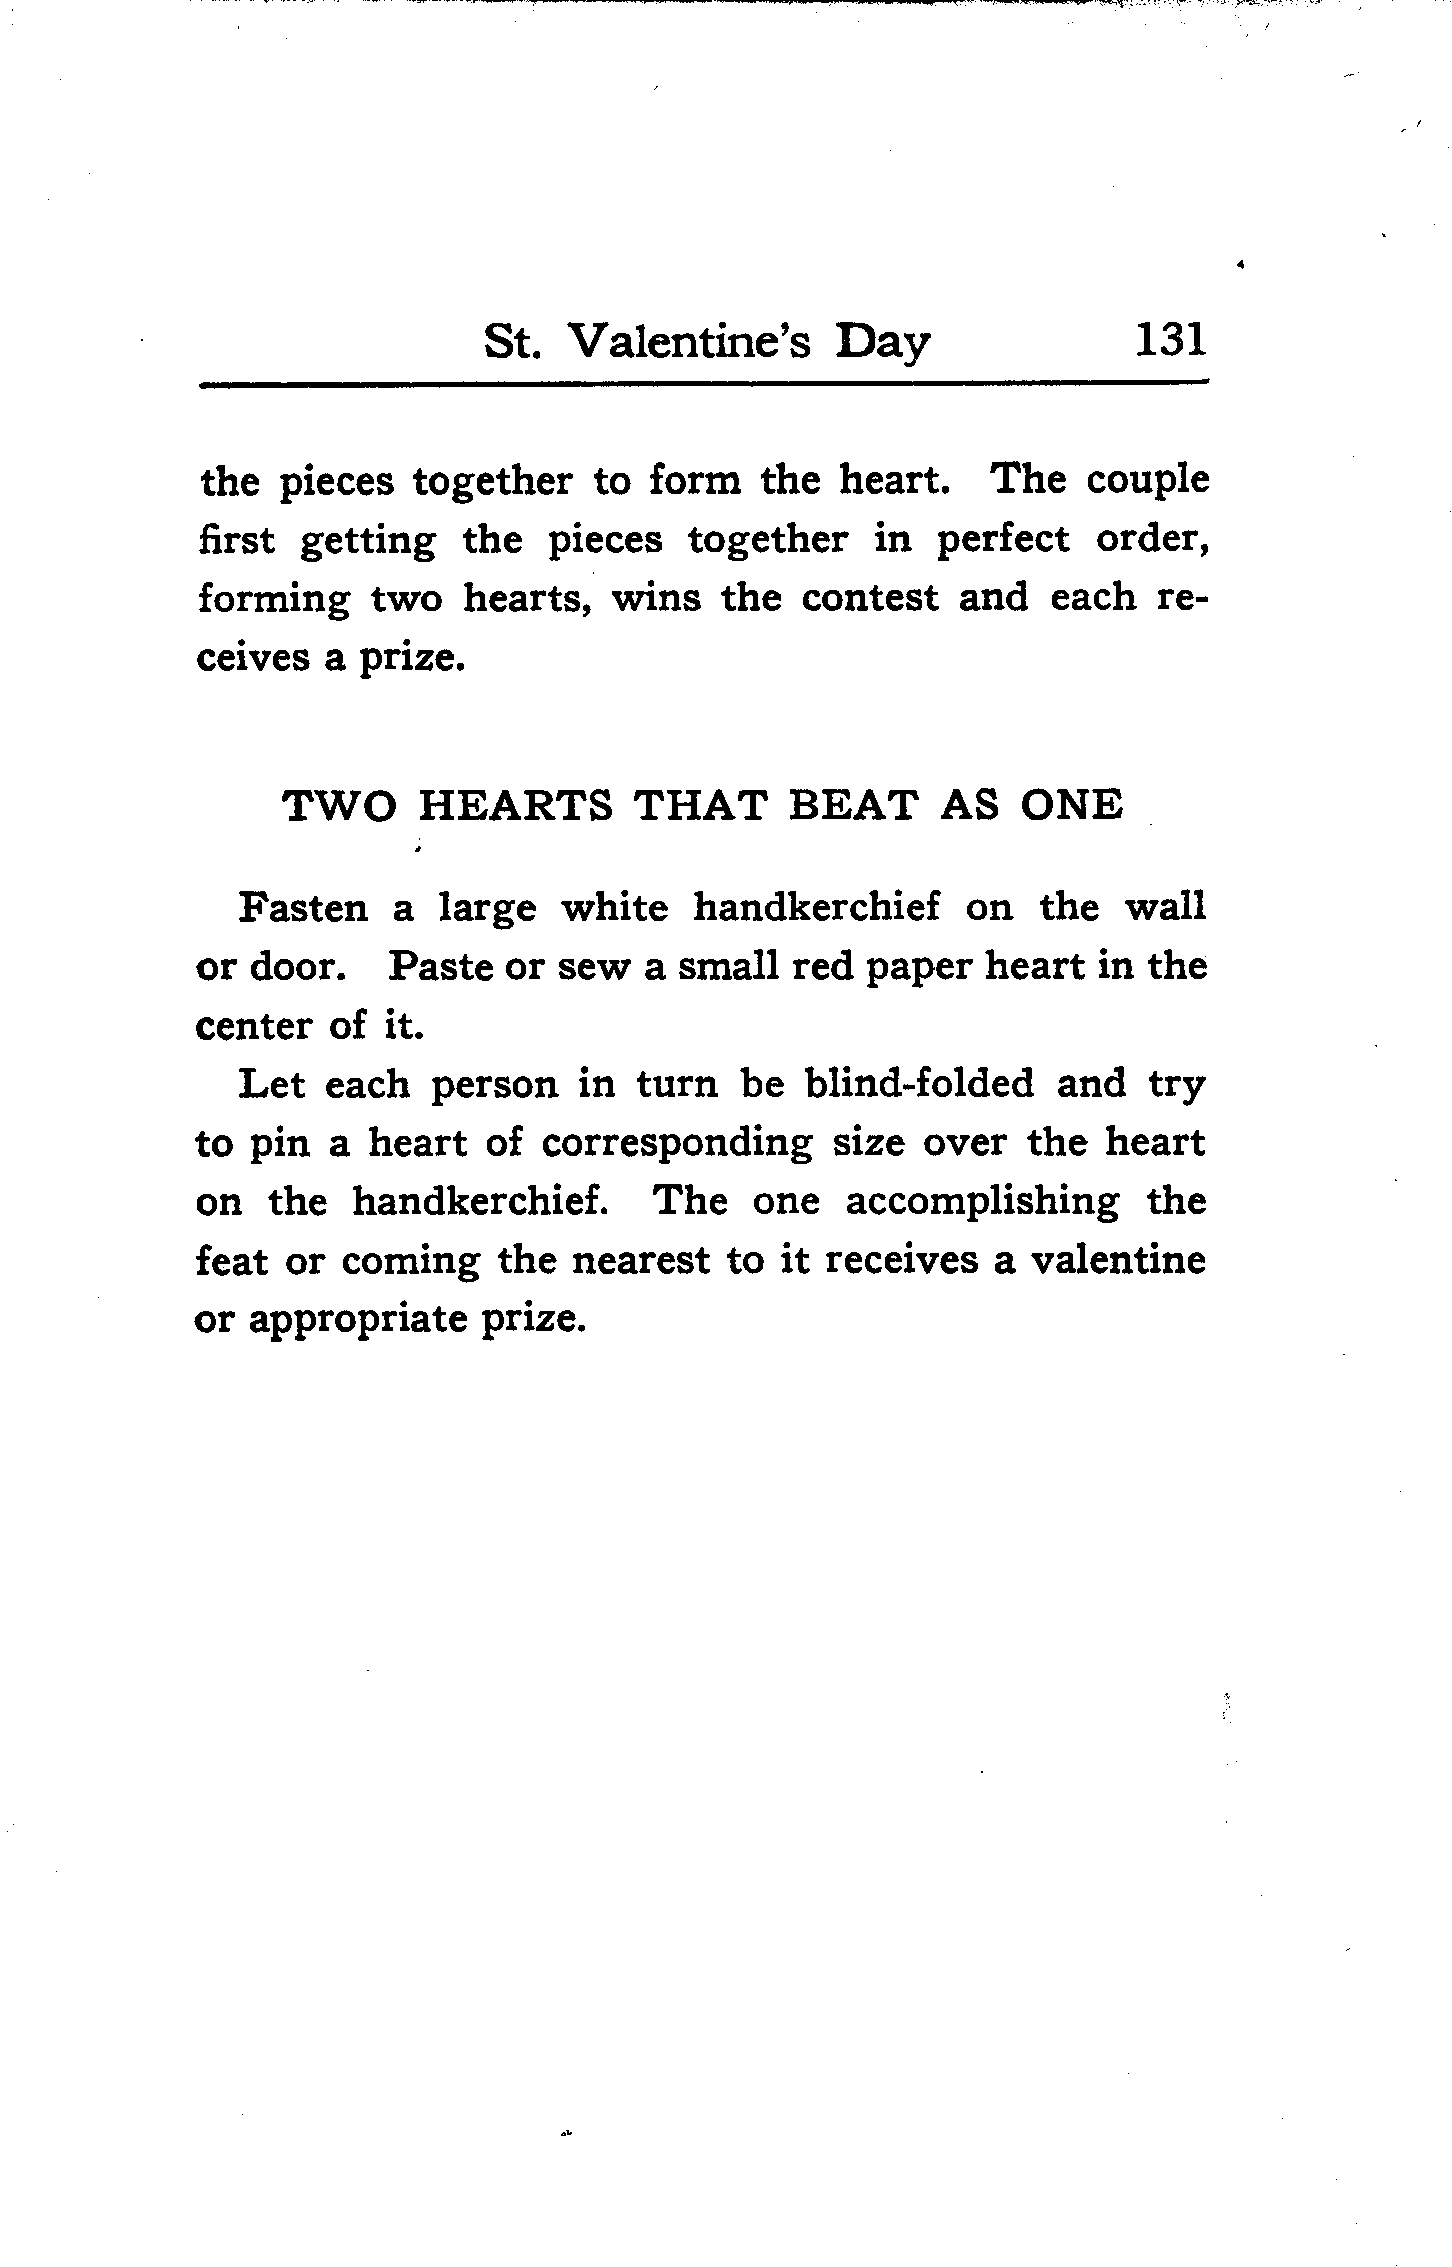 St. Valentine's Day 131
the pieces together to form the heart. The couple
first getting the pieces together in perfect order,
forming two hearts, wins the contest and each re-
ceives a prize.
TWO HEARTS THAT BEAT AS ONE
Fasten a large white handkerchief on the wall
or door. Paste or sew a small red paper heart in the
center of it.
Let each person in turn be blind-folded and try
to pin a heart of corresponding size over the heart
on the handkerchief. The one accomplishing the
feat or coming the nearest to it receives a valentine
or appropriate prize.